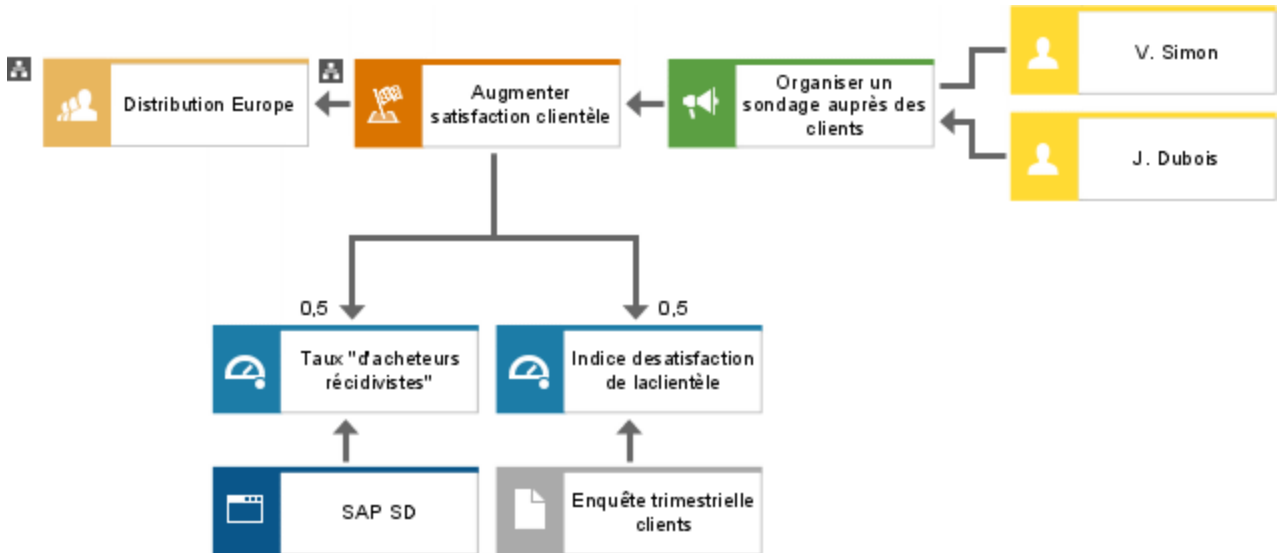 V. Simon
Distribution Europe
Augmenter
satisfaction clientèle
Organiser un
sondage auprès des
clients
J. Dubois
0,5
0,5
Taux "d'acheteurs
récidivistes"
Indice desatisfaction
de laclientèle
SAP SD
Enquête trimestrielle
clients